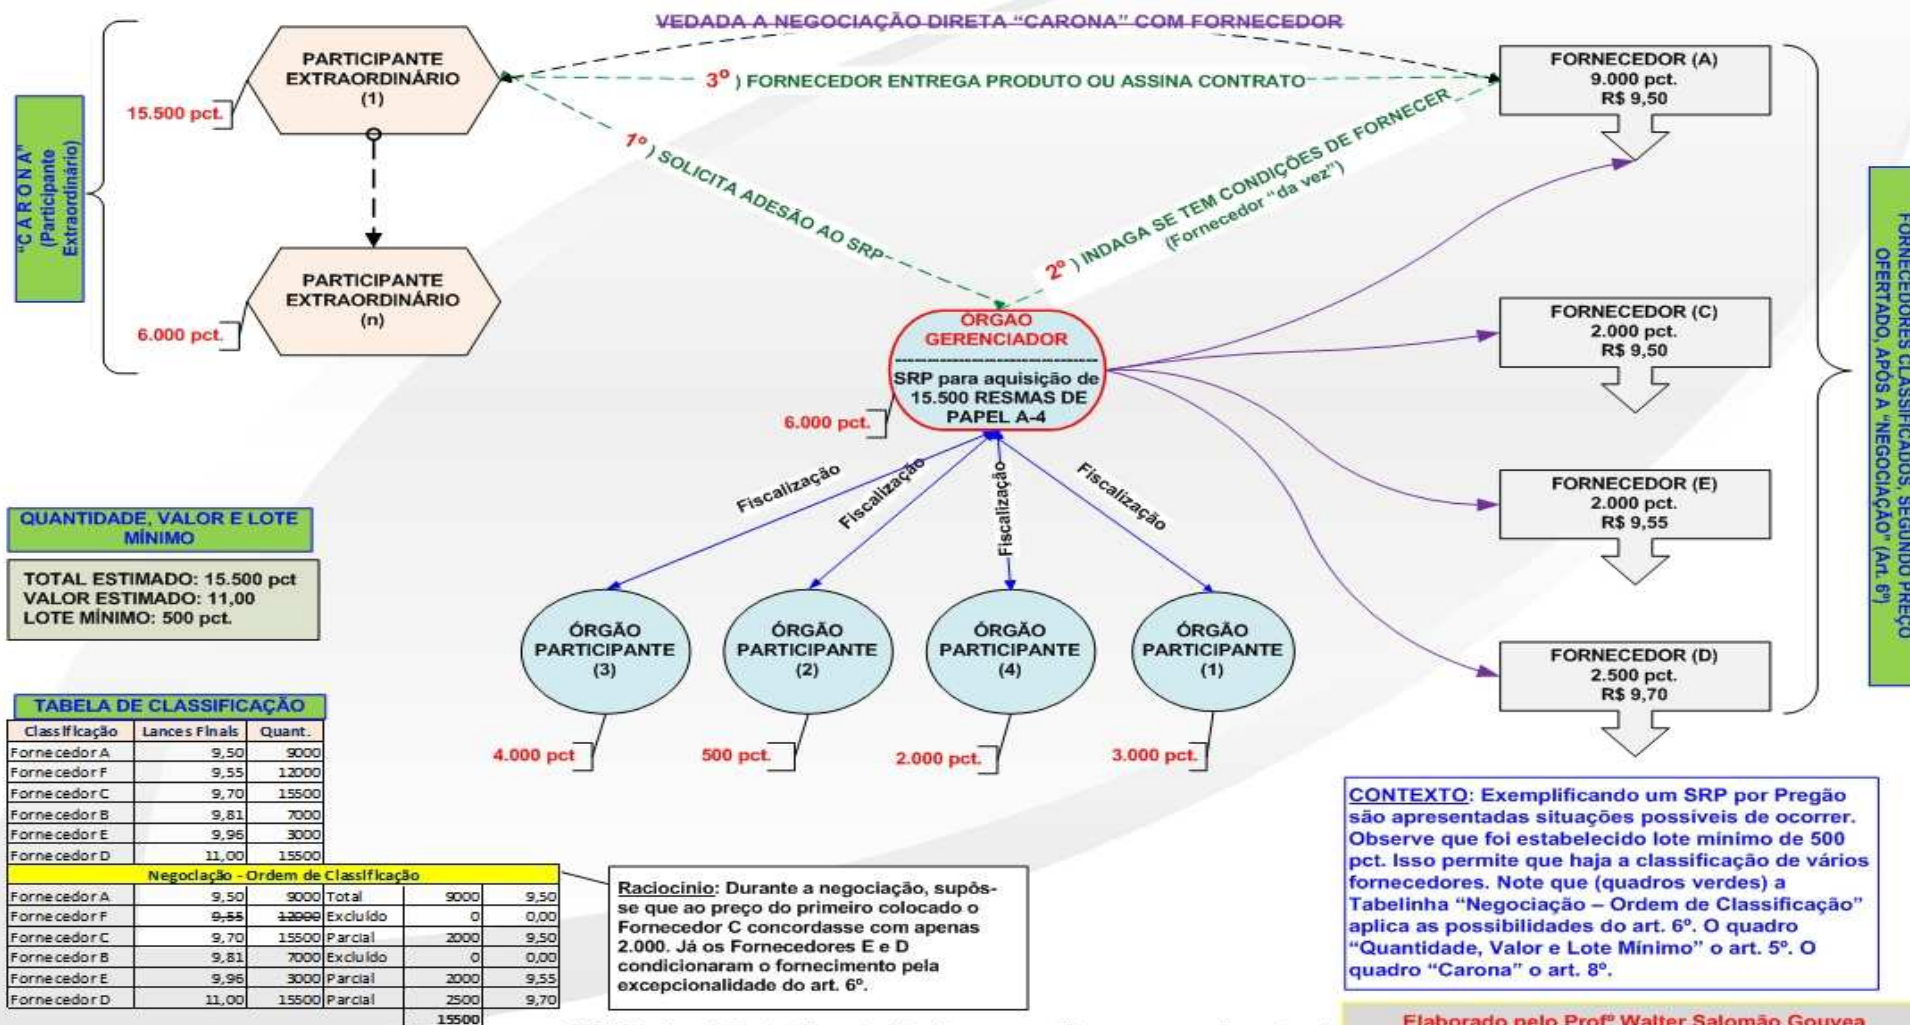 VEDADA A NEGOCIAÇÃO DIRETA “CARONA” COM FORNECEDOR
"C A R O N A"
(Participante
Extraordinário)
PARTICIPANTE
EXTRAORDINÁRIO
(1)
15.500 pct.
PARTICIPANTE
EXTRAORDINÁRIO
(n)
6.000 pct.
3º ) FORNECEDOR ENTREGA PRODUTO OU ASSINA CONTRATO
1º ) SOLICITA ADESÃO AO SRP
2º ) INDAGA SE TEM CONDIÇÕES DE FORNECER
(Fornecedor “da vez”)
ÓRGAO
GERENCIADOR
SRP para aquisição de
15.500 RESMAS DE
PAPEL A-4
6.000 pct.
FORNECEDOR (A)
9.000 pct.
R$ 9,50
FORNECEDOR (C)
2.000 pct.
R$ 9,50
FORNECEDOR (E)
2.000 pct.
R$ 9,55
FORNECEDOR (D)
2.500 pct.
R$ 9,70
FORNECEDORES CLASSIFICADOS, SEGUNDO PREÇO
OFERTADO, APÓS A “NEGOCIAÇÃO” (Art. 6º)
Fiscalização
Fiscalização
Fiscalização
Fiscalização
ÓRGÃO
PARTICIPANTE
(3)
4.000 pct
ÓRGÃO
PARTICIPANTE
(2)
500 pct.
ÓRGÃO
PARTICIPANTE
(4)
2.000 pct.
ÓRGÃO
PARTICIPANTE
(1)
3.000 pct.
QUANTIDADE, VALOR E LOTE
MÍNIMO
TOTAL ESTIMADO: 15.500 pct
VALOR ESTIMADO: 11,00
LOTE MÍNIMO: 500 pct.
TABELA DE CLASSIFICAÇÃO
Classificação Lances Finais Quant.
Fornecedor A 9,50 9000
Fornecedor F 9,55 12000
Fornecedor C 9,70 15500
Fornecedor B 9,81 7000
Fornecedor E 9,96 3000
Fornecedor D 11,00 15500
Negociação - Ordem de Classificação
Fornecedor A 9,50 9000 Total 9000 9,50
Fornecedor F 9,55 12000 Excluído 0 0,00
Fornecedor C 9,70 15500 Parcial 2000 9,50
Fornecedor B 9,81 7000 Excluído 0 0,00
Fornecedor E 9,96 3000 Parcial 2000 9,55
Fornecedor D 11,00 15500 Parcial 2500 9,70
15500
Raciocínio: Durante a negociação, supôs-
se que ao preço do primeiro colocado o
Fornecedor C concordasse com apenas
2.000. Já os Fornecedores E e D
condicionaram o fornecimento pela
excepcionalidade do art. 6º.
CONTEXTO: Exemplificando um SRP por Pregão
são apresentadas situações possíveis de ocorrer.
Observe que foi estabelecido lote mínimo de 500
pct. Isso permite que haja a classificação de vários
fornecedores. Note que (quadros verdes) a
Tabelinha “Negociação – Ordem de Classificação”
aplica as possibilidades do art. 6º. O quadro
“Quantidade, Valor e Lote Mínimo” o art. 5º. O
quadro “Carona” o art. 8º.
Elaborado pelo Profº Walter Salomão Gouvea